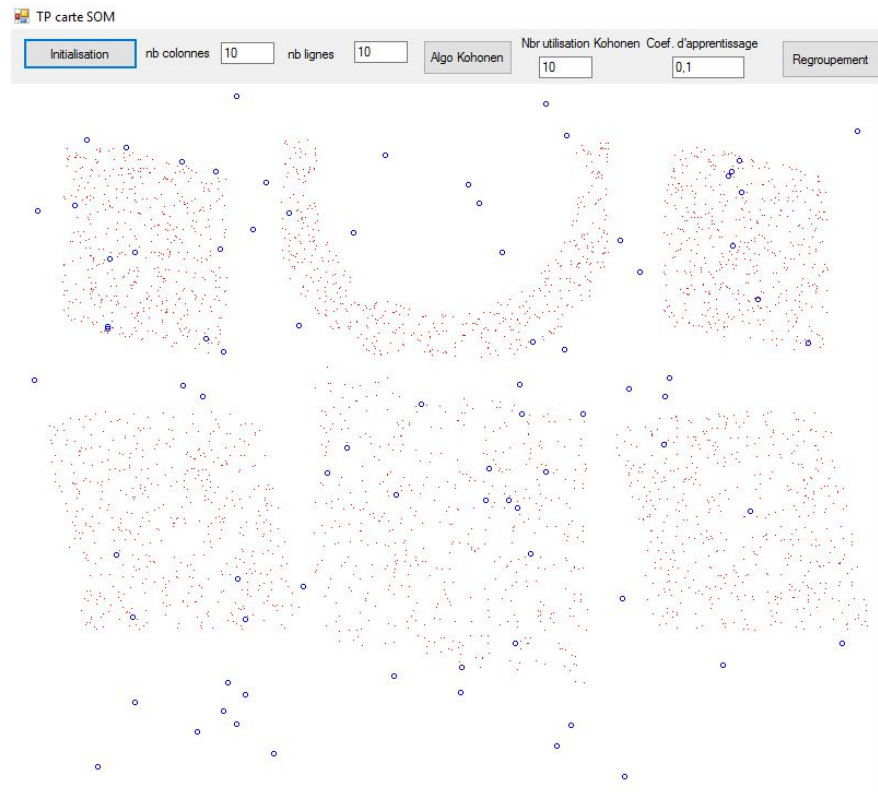 TP carte SOM
Initialisation
nb colonnes 10
nb lignes 10
Algo Kohonen
Nbr utilisation Kohonen
10
Coef. d'apprentissage
0,1
Regroupement